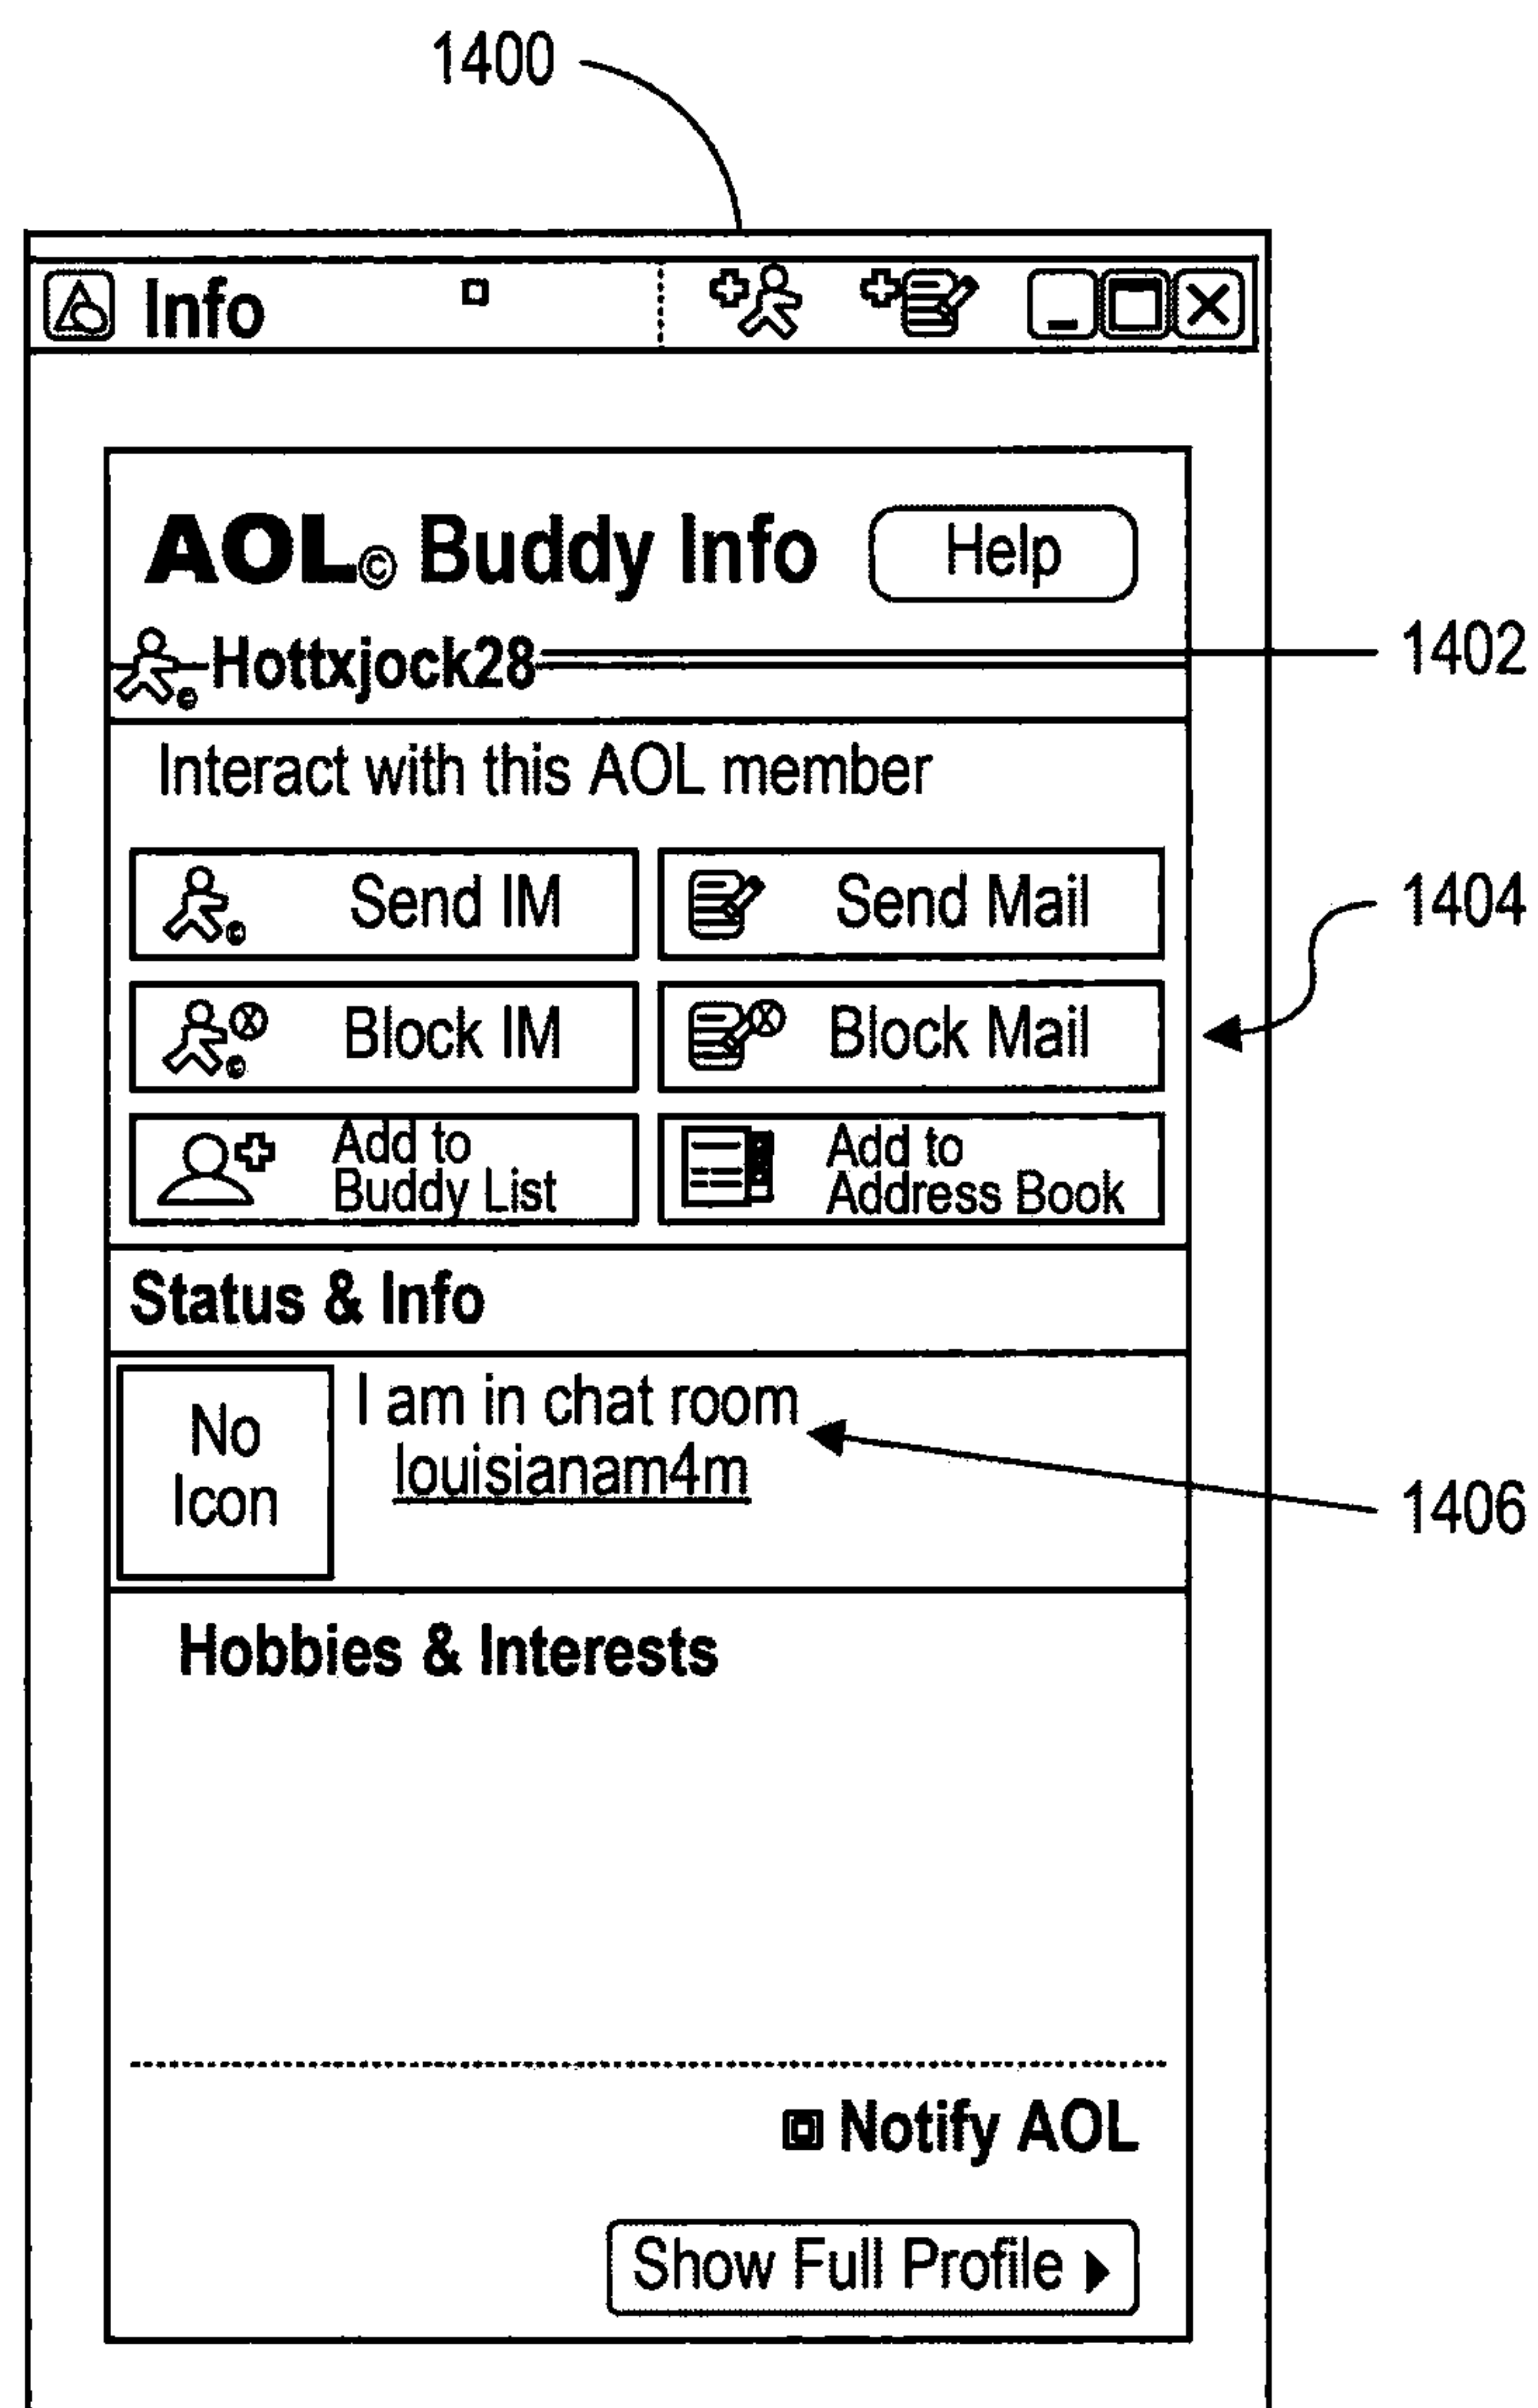 1400
Info
AOL© Buddy Info Help
Hottxjock28 1402
Interact with this AOL member
Send IM Send Mail 1404
Block IM Block Mail
Add to
Buddy List
Add to
Address Book
Status & Info
No
Icon
I am in chat room
louisianam4m
1406
Hobbies & Interests
Notify AOL
Show Full Profile